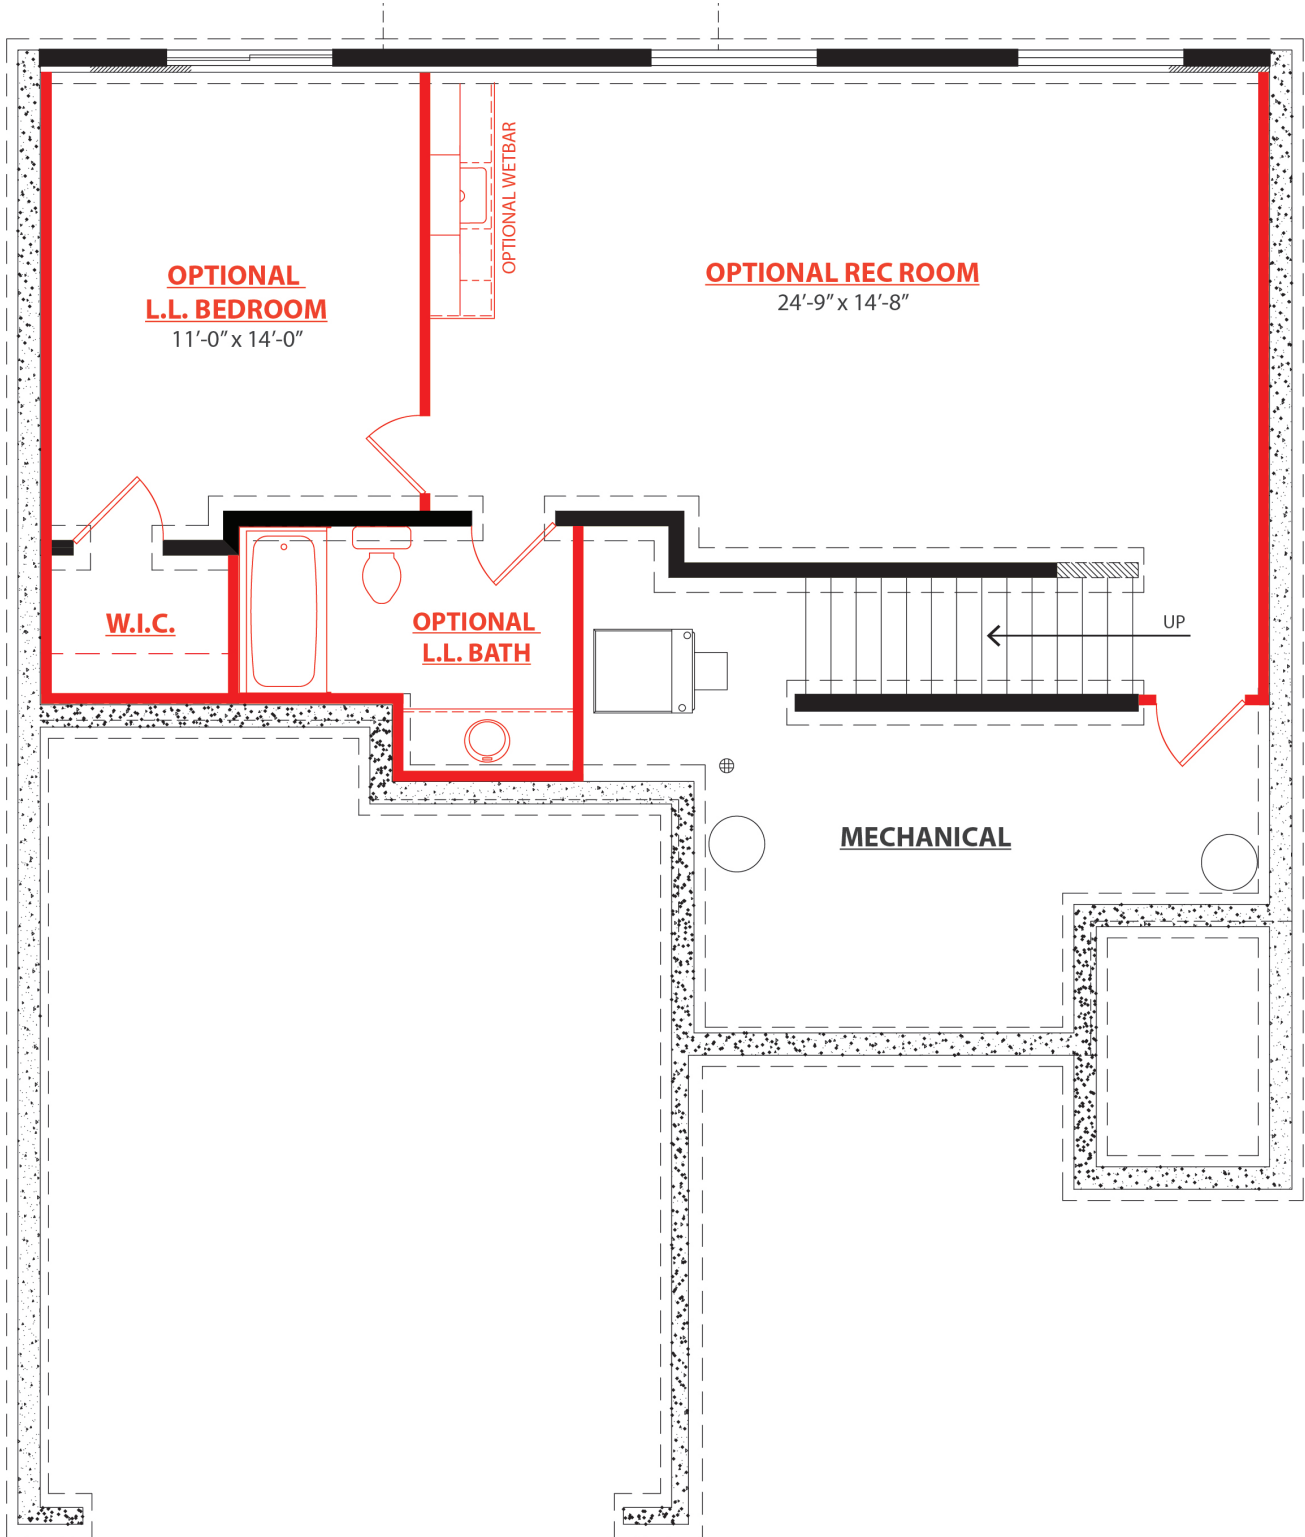 OPTIONAL
L.L. BEDROOM
11’-0” x 14’-0”
OPTIONAL WETBAR
OPTIONAL REC ROOM
24’-9” x 14’-8”
W.I.C.
OPTIONAL
L.L. BATH
UP
MECHANICAL